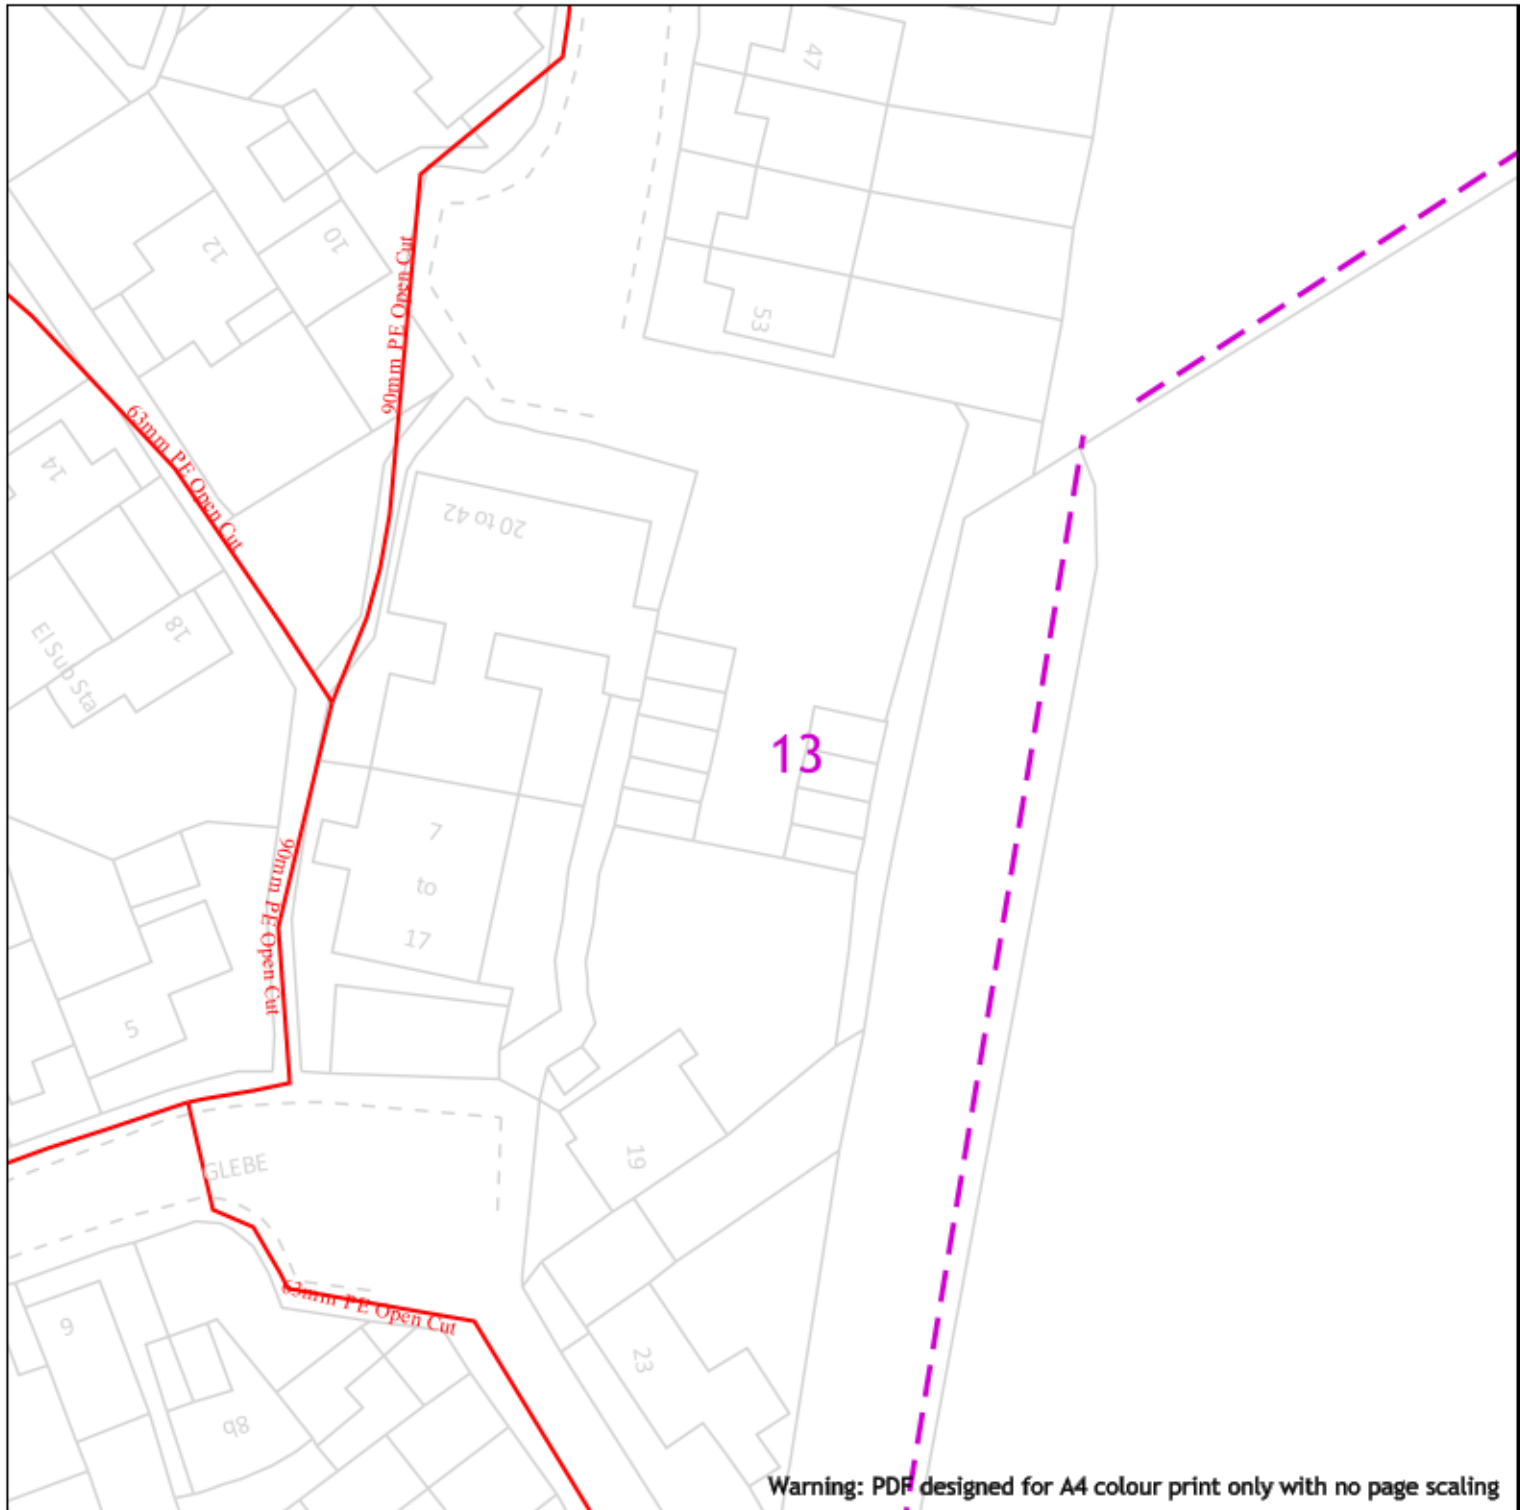 47
12
10
90mm PE Open Cut
53
63mm PE Open Cut
14
20 to 42
18
El Sub Sta
13
7
to
17
90mm PE Open Cut
5
19
GLEBE
63mm PE Open Cut
9
23
8b
Warning: PDF designed for A4 colour print only with no page scaling